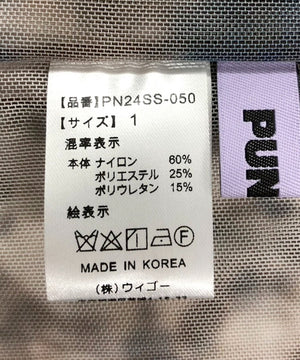 【品番】PN24SS-050
【サイズ】1
混率表示
本体 ナイロン 60%
ポリエステル 25%
ポリウレタン 15%
絵表示
F
MADE IN KOREA
(株)ウィゴー
PUN